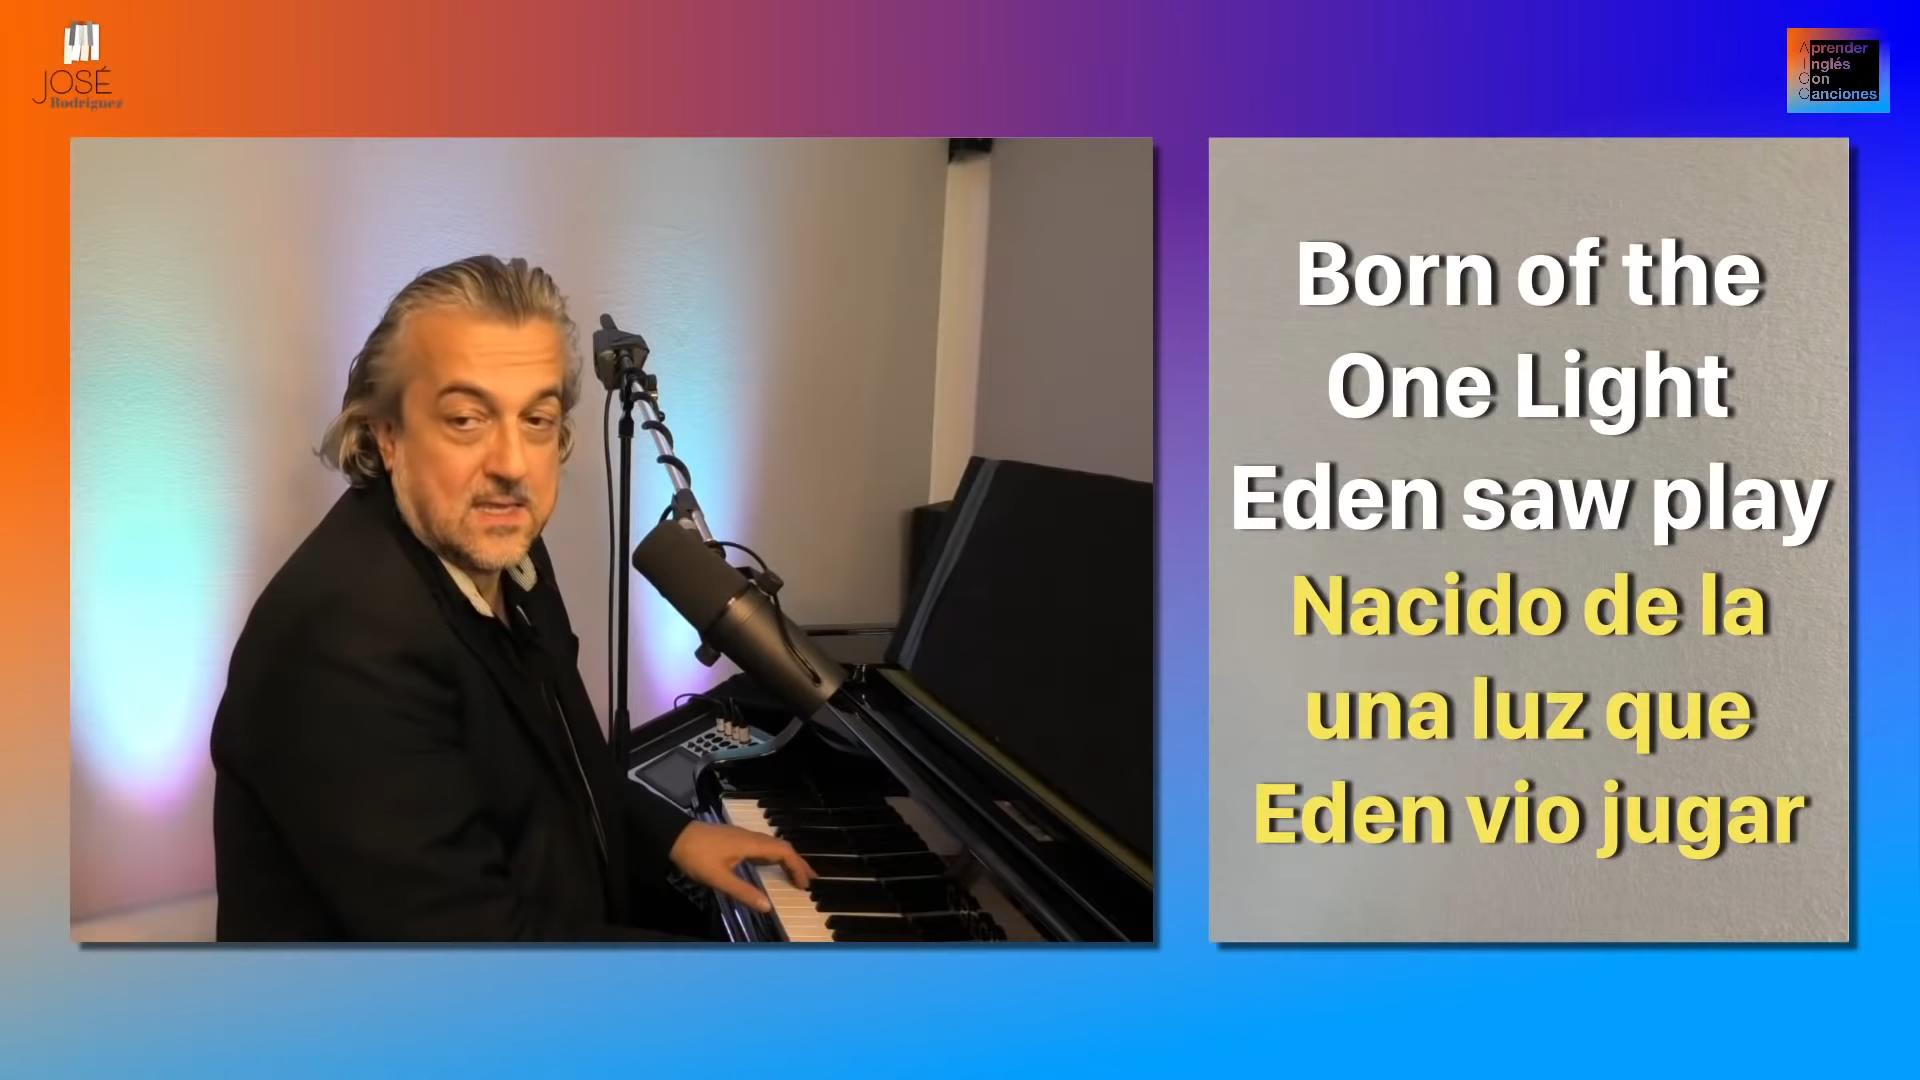 JOSÉ
Rodríguez
Aprender
Inglés
Con
Canciones
Born of the
One Light
Eden saw play
Nacido de la
una luz que
Eden vio jugar